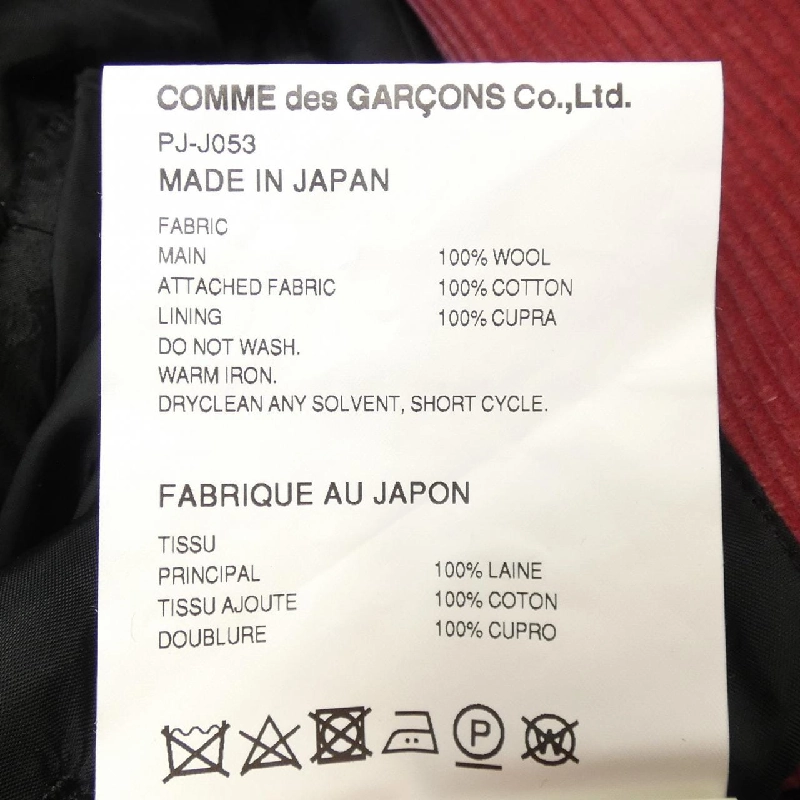 COMME des GARÇONS Co.,Ltd.
PJ-J053
MADE IN JAPAN
FABRIC
MAIN 100% WOOL
ATTACHED FABRIC 100% COTTON
LINING 100% CUPRA
DO NOT WASH.
WARM IRON.
DRYCLEAN ANY SOLVENT, SHORT CYCLE.
FABRIQUE AU JAPON
TISSU
PRINCIPAL 100% LAINE
TISSU AJOUTE 100% COTON
DOUBLURE 100% CUPRO
P W